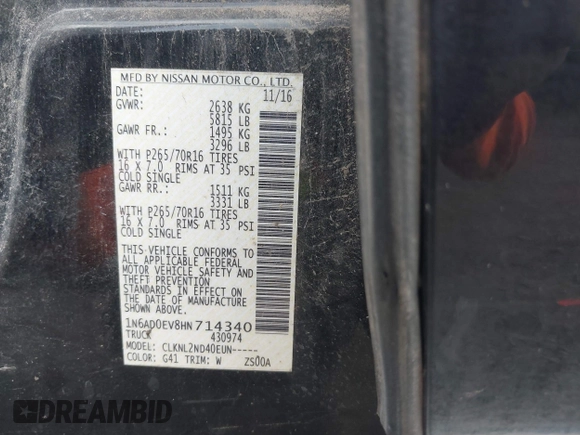 MFD BY NISSAN MOTOR CO., LTD.
DATE: 11/16
GVWR: 2638 KG
5815 LB
GAWR FR.: 1495 KG
3296 LB
WITH P265/70R16 TIRES
16 X 7.0 RIMS AT 35 PSI
COLD SINGLE
GAWR RR.: 1511 KG
3331 LB
WITH P265/70R16 TIRES
16 X 7.0 RIMS AT 35 PSI
COLD SINGLE
THIS VEHICLE CONFORMS TO
ALL APPLICABLE FEDERAL
MOTOR VEHICLE SAFETY AND
THEFT PREVENTION
STANDARDS IN EFFECT ON
THE DATE OF MANUFACTURE
SHOWN ABOVE.
1N6AD0EV8HN714340
TRUCK 430974
MODEL: CLKNL2ND40EUN-----
COLOR: G41 TRIM: W ZS00A
DREAMBID